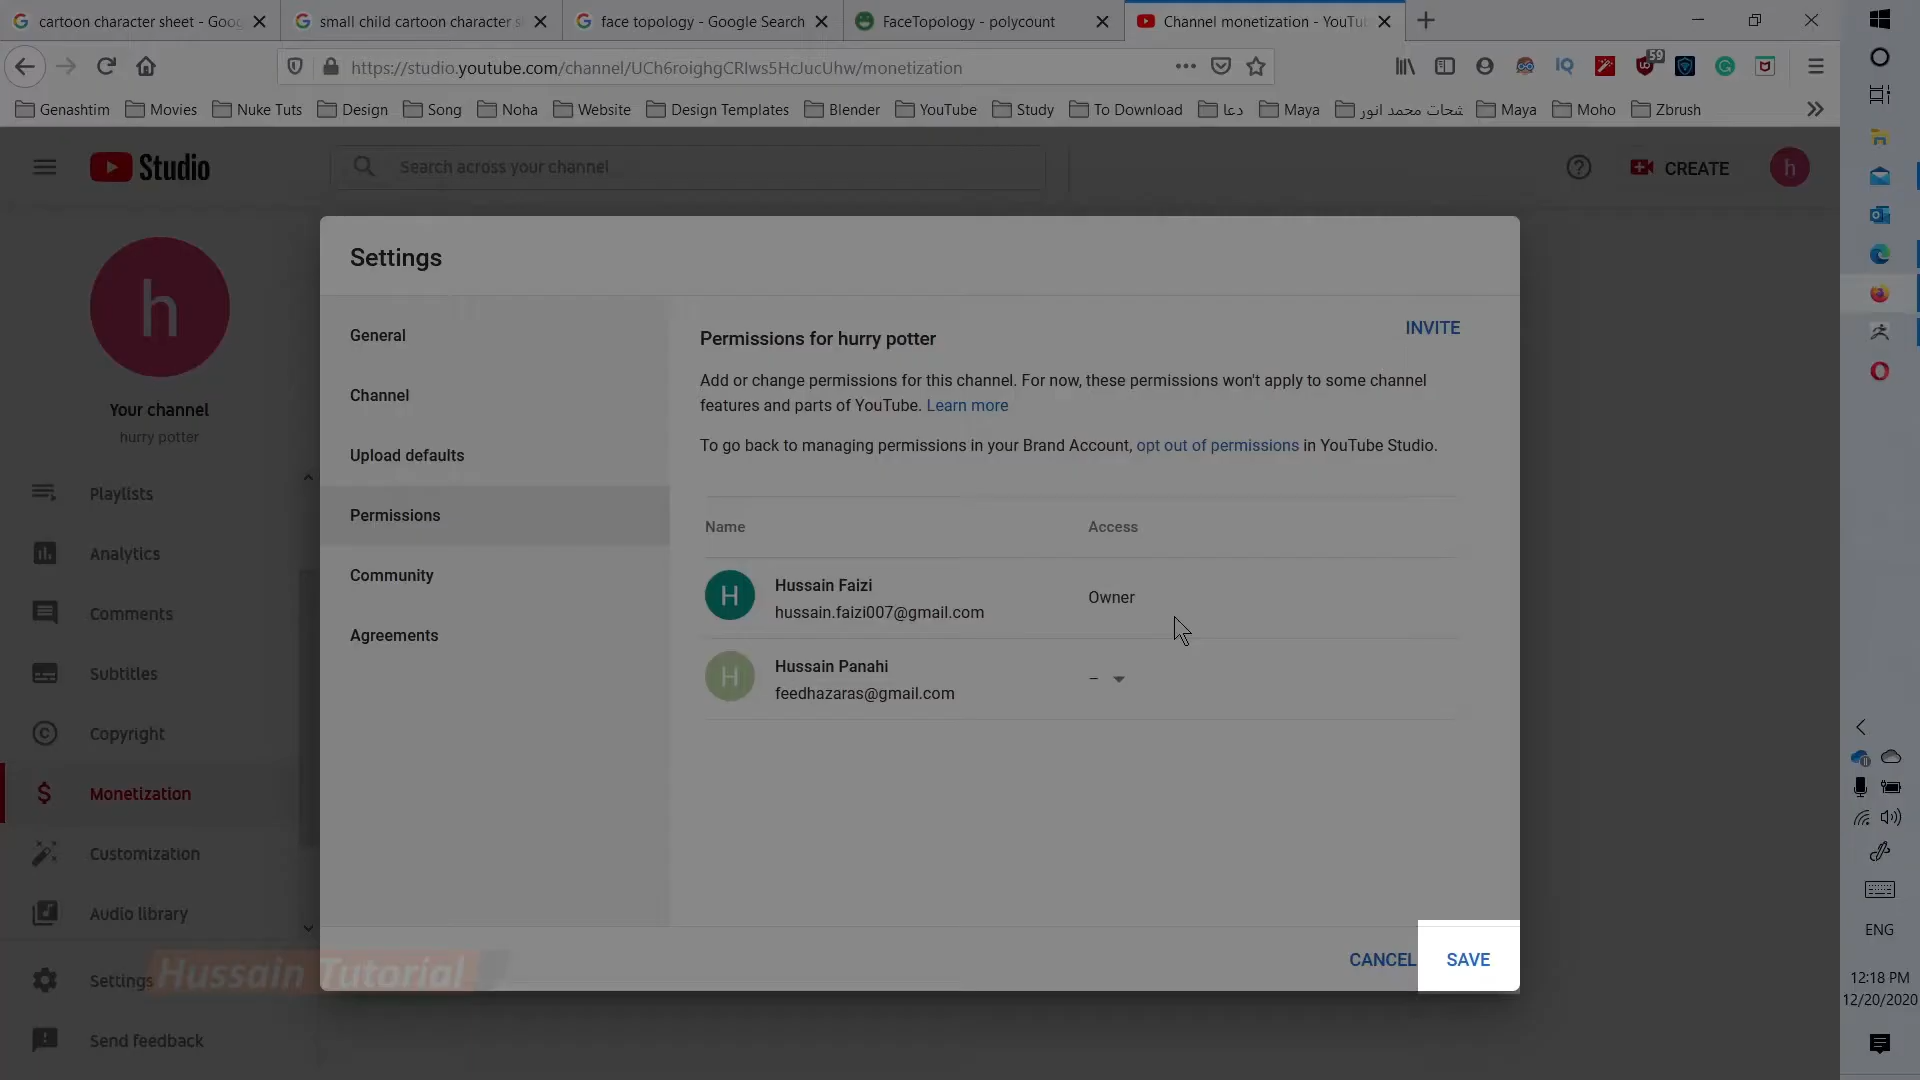 cartoon character sheet - Goog
small child cartoon character s
face topology - Google Search
FaceTopology - polycount
Channel monetization - YouTub
https://studio.youtube.com/channel/UCh6roighgCRlws5HcJucUhw/monetization
59
Genashtim
Movies
Nuke Tuts
Design
Song
Noha
Website
Design Templates
Blender
YouTube
Study
To Download
دعا
Maya
شحات محمد انور
Maya
Moho
Zbrush
Studio
Search across your channel
CREATE
h
h
Your channel
hurry potter
Playlists
Analytics
Comments
Subtitles
Copyright
Monetization
Customization
Audio library
Settings
Send feedback
Settings
General
Channel
Upload defaults
Permissions
Community
Agreements
Permissions for hurry potter
INVITE
Add or change permissions for this channel. For now, these permissions won't apply to some channel
features and parts of YouTube. Learn more
To go back to managing permissions in your Brand Account, opt out of permissions in YouTube Studio.
Name
Access
H
Hussain Faizi
hussain.faizi007@gmail.com
Owner
H
Hussain Panahi
feedhazaras@gmail.com
–
CANCEL
SAVE
Hussain Tutorial
ENG
12:18 PM
12/20/2020